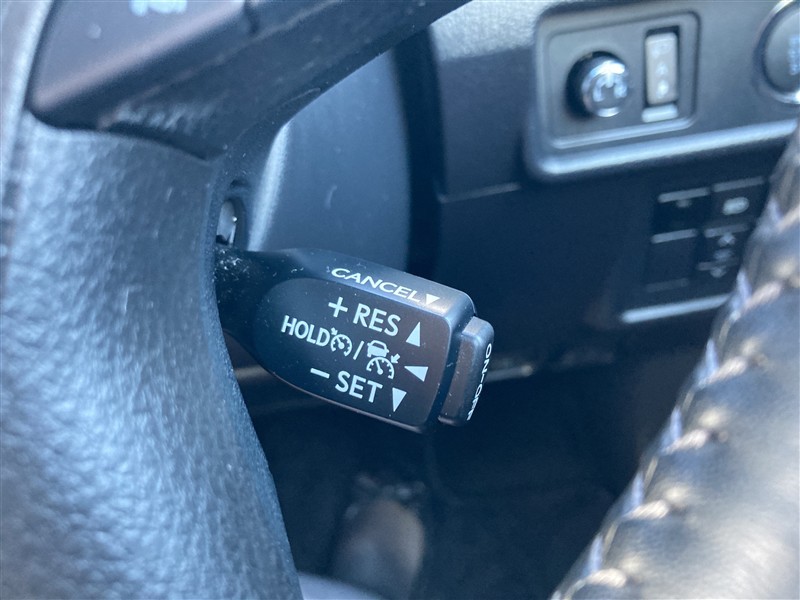 CANCEL▼
+ RES ▲
HOLD / ◀
− SET ▼
ON-OFF